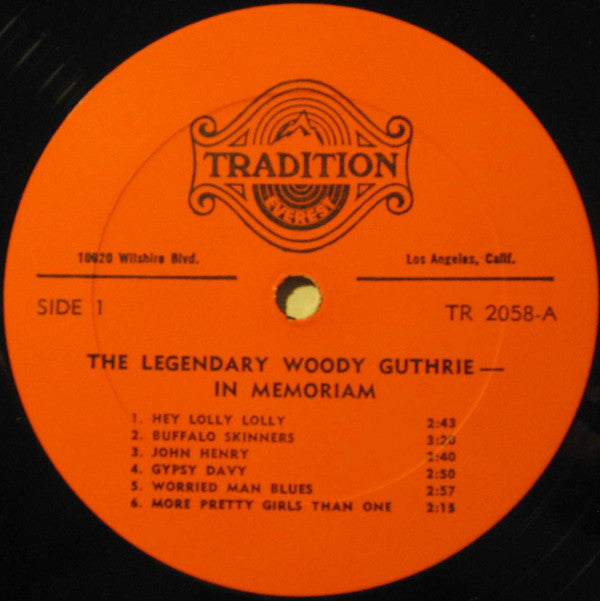 TRADITION
EVEREST
10920 Wilshire Blvd.
Los Angeles, Calif.
SIDE 1
TR 2058-A
THE LEGENDARY WOODY GUTHRIE —
IN MEMORIAM
1. HEY LOLLY LOLLY 2:43
2. BUFFALO SKINNERS 3:20
3. JOHN HENRY 2:40
4. GYPSY DAVY 2:50
5. WORRIED MAN BLUES 2:57
6. MORE PRETTY GIRLS THAN ONE 2:15